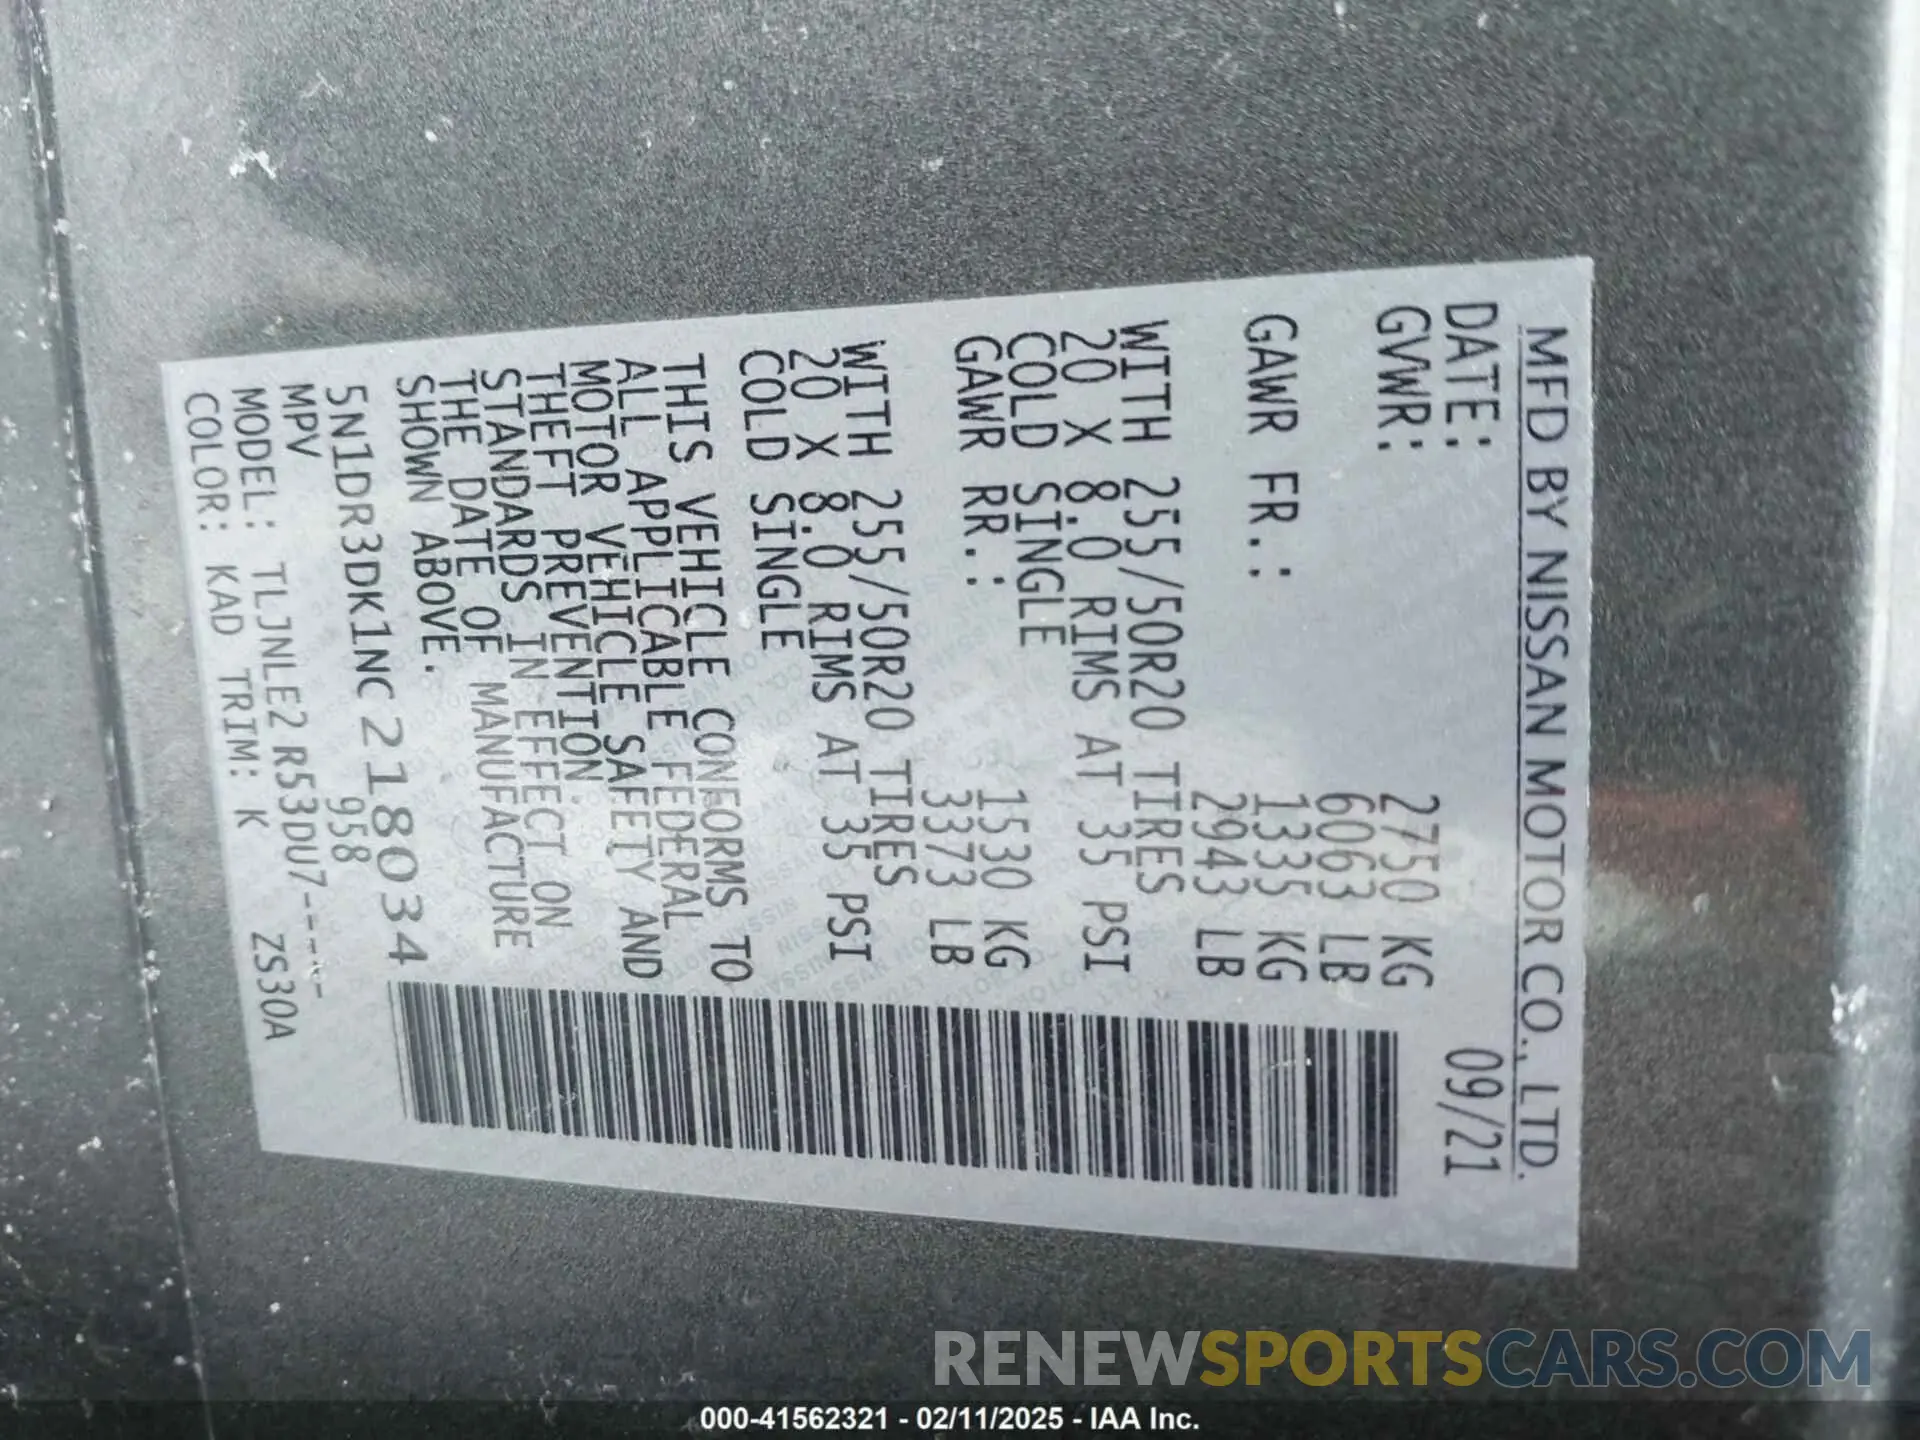 MFD BY NISSAN MOTOR CO., LTD.
DATE: 09/21
GVWR: 2750 KG
6063 LB
GAWR FR.: 1335 KG
2943 LB
WITH 255/50R20 TIRES
20 X 8.0 RIMS AT 35 PSI
COLD SINGLE
GAWR RR.: 1530 KG
3373 LB
WITH 255/50R20 TIRES
20 X 8.0 RIMS AT 35 PSI
COLD SINGLE
THIS VEHICLE CONFORMS TO
ALL APPLICABLE FEDERAL
MOTOR VEHICLE SAFETY AND
THEFT PREVENTION
STANDARDS IN EFFECT ON
THE DATE OF MANUFACTURE
SHOWN ABOVE.
5N1DR3DK1NC218034
MPV 958
MODEL: TLJNLE2 R53DU7-----
COLOR: KAD TRIM: K ZS30A
RENEWSPORTSCARS.COM
000-41562321 - 02/11/2025 - IAA Inc.